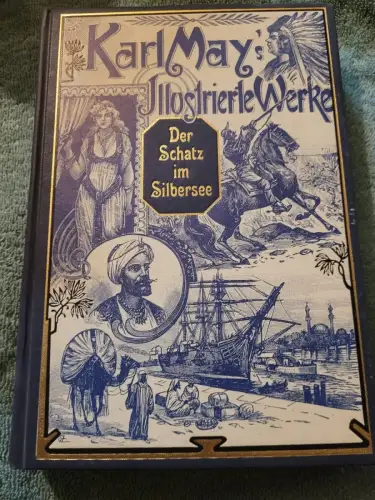 Karl May's
Illustrierte Werke
Der
Schatz
im
Silbersee